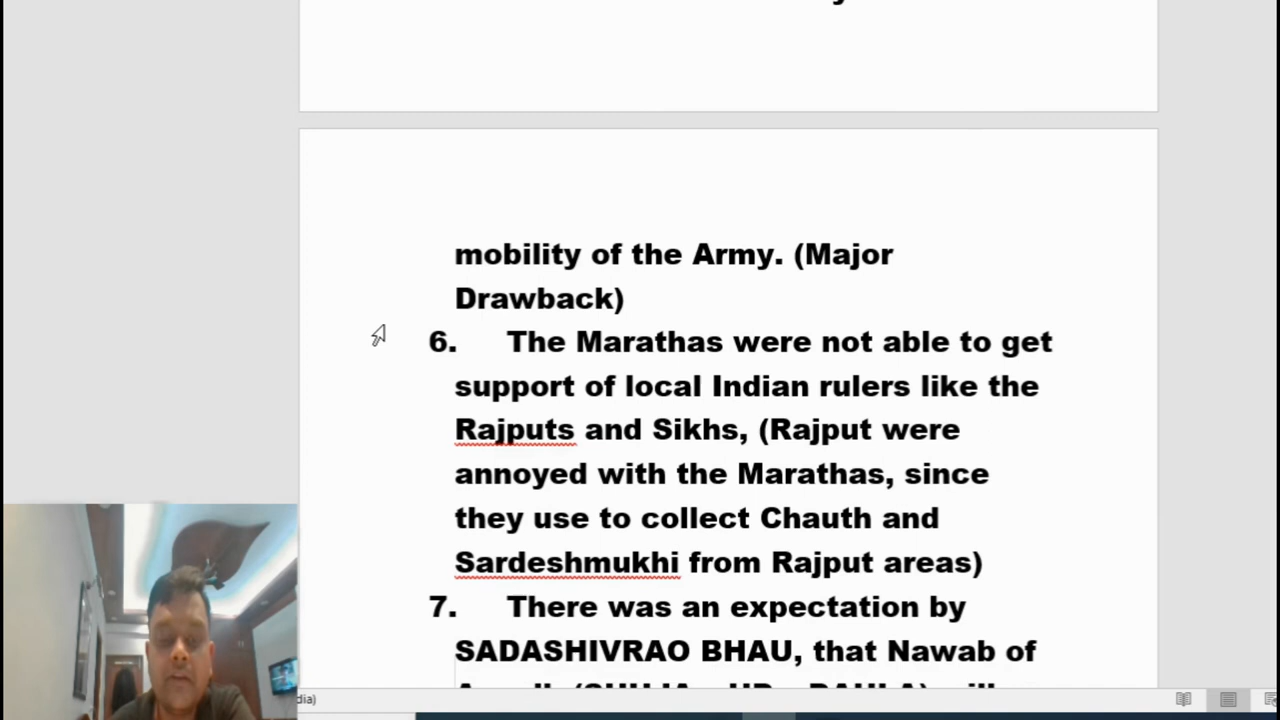 mobility of the Army. (Major
Drawback)
6. The Marathas were not able to get
support of local Indian rulers like the
Rajputs and Sikhs, (Rajput were
annoyed with the Marathas, since
they use to collect Chauth and
Sardeshmukhi from Rajput areas)
7. There was an expectation by
SADASHIVRAO BHAU, that Nawab of
dia)